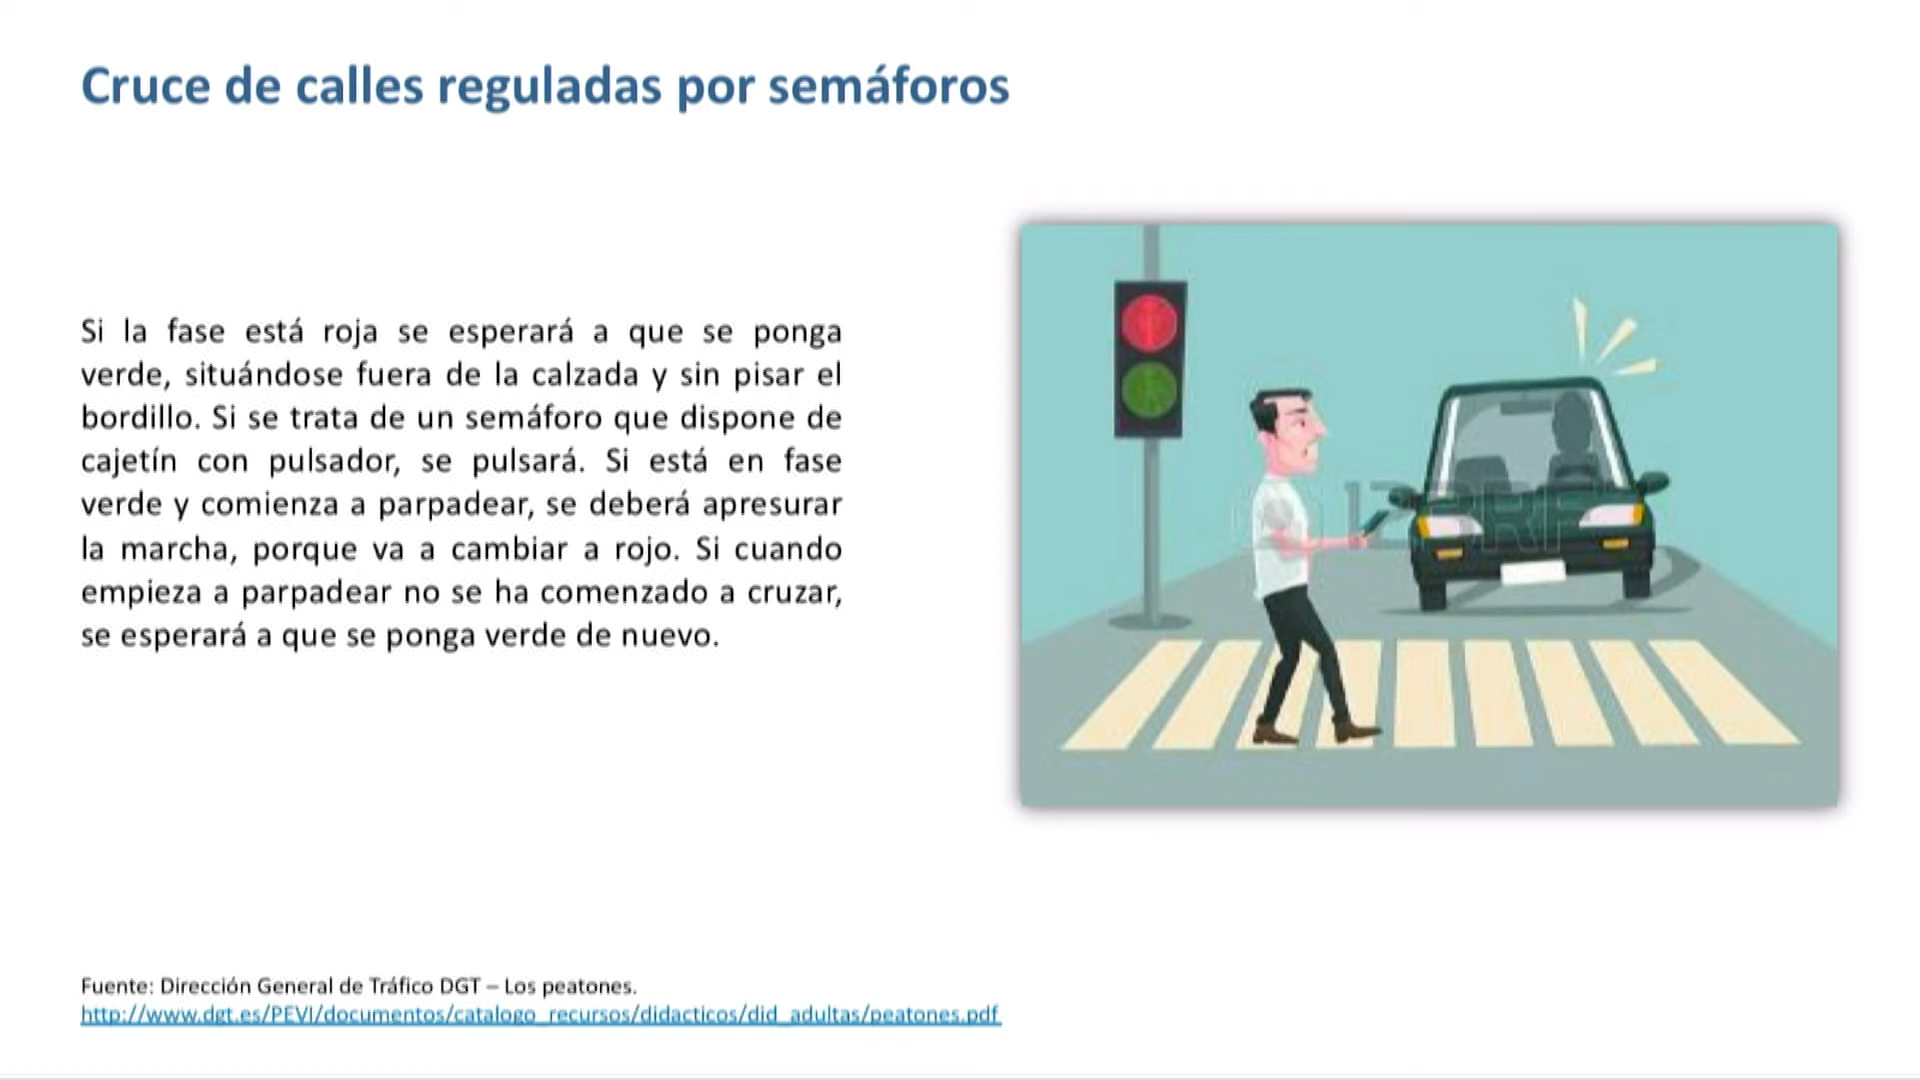 Cruce de calles reguladas por semáforos
Si la fase está roja se esperará a que se ponga
verde, situándose fuera de la calzada y sin pisar el
bordillo. Si se trata de un semáforo que dispone de
cajetín con pulsador, se pulsará. Si está en fase
verde y comienza a parpadear, se deberá apresurar
la marcha, porque va a cambiar a rojo. Si cuando
empieza a parpadear no se ha comenzado a cruzar,
se esperará a que se ponga verde de nuevo.
Fuente: Dirección General de Tráfico DGT – Los peatones.
http://www.dgt.es/PEVI/documentos/catalogo_recursos/didacticos/did_adultas/peatones.pdf